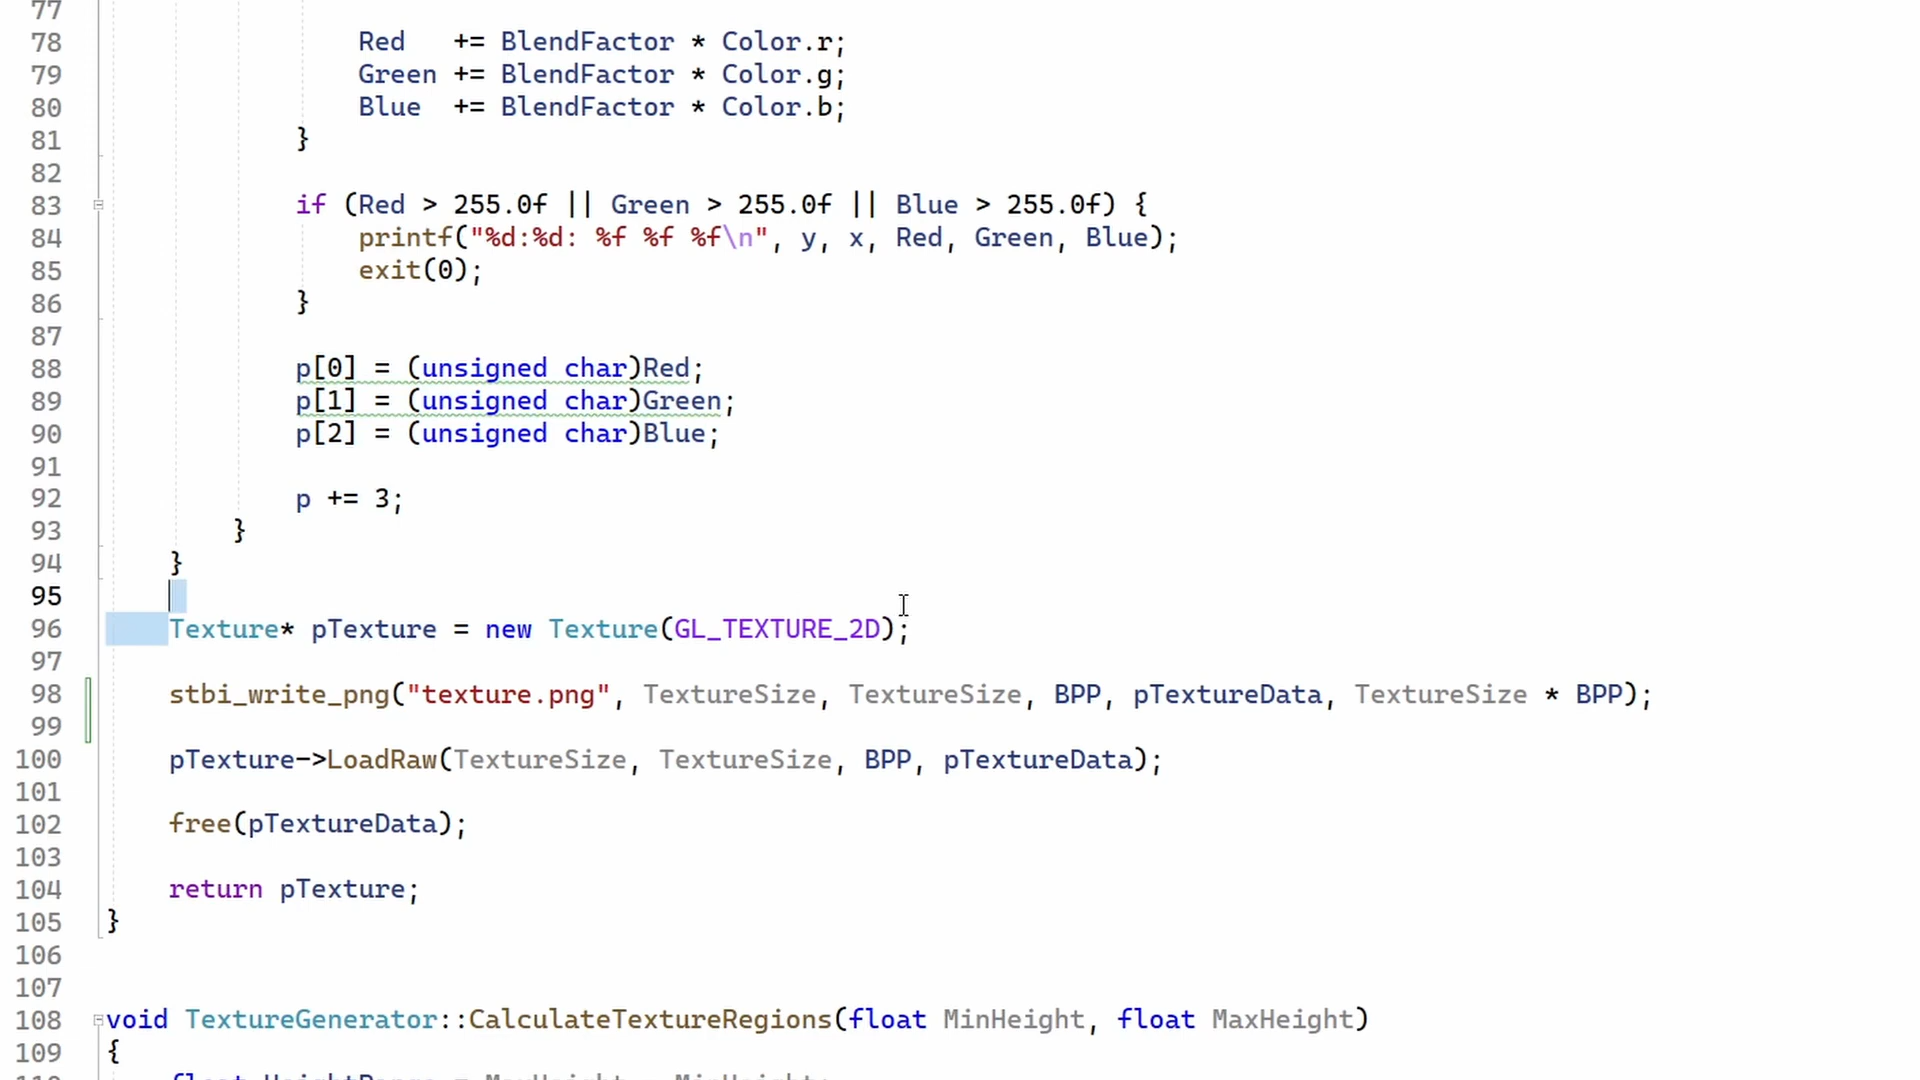 77
78 Red   += BlendFactor * Color.r;
79 Green += BlendFactor * Color.g;
80 Blue  += BlendFactor * Color.b;
81 }
82
83 if (Red > 255.0f || Green > 255.0f || Blue > 255.0f) {
84 printf("%d:%d: %f %f %f\n", y, x, Red, Green, Blue);
85 exit(0);
86 }
87
88 p[0] = (unsigned char)Red;
89 p[1] = (unsigned char)Green;
90 p[2] = (unsigned char)Blue;
91
92 p += 3;
93 }
94 }
95
96 Texture* pTexture = new Texture(GL_TEXTURE_2D);
97
98 stbi_write_png("texture.png", TextureSize, TextureSize, BPP, pTextureData, TextureSize * BPP);
99
100 pTexture->LoadRaw(TextureSize, TextureSize, BPP, pTextureData);
101
102 free(pTextureData);
103
104 return pTexture;
105 }
106
107
108 void TextureGenerator::CalculateTextureRegions(float MinHeight, float MaxHeight)
109 {
110 float HeightRange = MaxHeight - MinHeight;